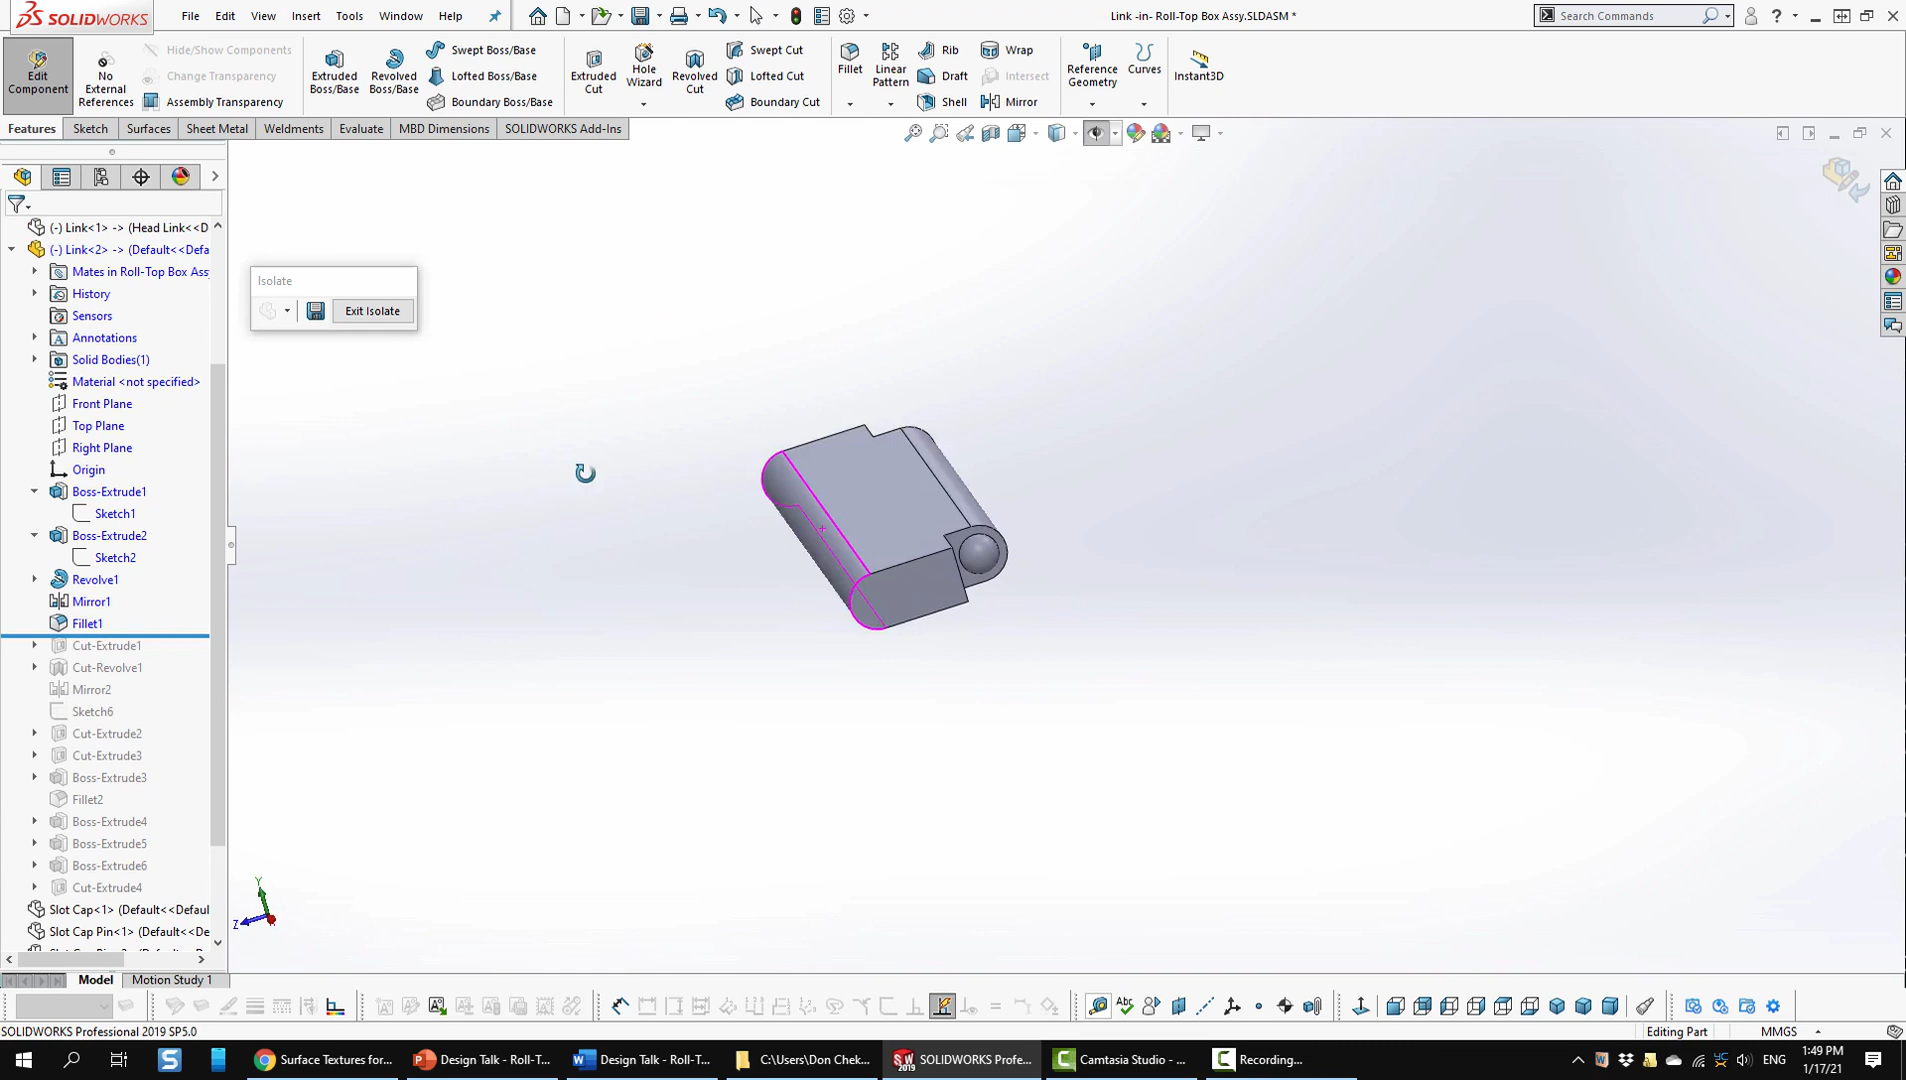 SOLIDWORKS
File Edit View Insert Tools Window Help
Link -in- Roll-Top Box Assy.SLDASM *
Search Commands
Edit Component
No External References
Hide/Show Components
Change Transparency
Assembly Transparency
Extruded Boss/Base
Revolved Boss/Base
Swept Boss/Base
Lofted Boss/Base
Boundary Boss/Base
Extruded Cut
Hole Wizard
Revolved Cut
Swept Cut
Lofted Cut
Boundary Cut
Fillet
Linear Pattern
Rib
Draft
Shell
Wrap
Intersect
Mirror
Reference Geometry
Curves
Instant3D
Features Sketch Surfaces Sheet Metal Weldments Evaluate MBD Dimensions SOLIDWORKS Add-Ins
(-) Link<1> -> (Head Link<<D
(-) Link<2> -> (Default<<Defa
Mates in Roll-Top Box Ass
History
Sensors
Annotations
Solid Bodies(1)
Material <not specified>
Front Plane
Top Plane
Right Plane
Origin
Boss-Extrude1
Sketch1
Boss-Extrude2
Sketch2
Revolve1
Mirror1
Fillet1
Cut-Extrude1
Cut-Revolve1
Mirror2
Sketch6
Cut-Extrude2
Cut-Extrude3
Boss-Extrude3
Fillet2
Boss-Extrude4
Boss-Extrude5
Boss-Extrude6
Cut-Extrude4
Slot Cap<1> (Default<<Defaul
Slot Cap Pin<1> (Default<<De
Isolate
Exit Isolate
Y
Z
Model Motion Study 1
SOLIDWORKS Professional 2019 SP5.0
Editing Part
MMGS
Surface Textures for...
Design Talk - Roll-T...
Design Talk - Roll-T...
C:\Users\Don Chek...
SOLIDWORKS Profe...
Camtasia Studio - ...
Recording...
ENG
1:49 PM
1/17/21